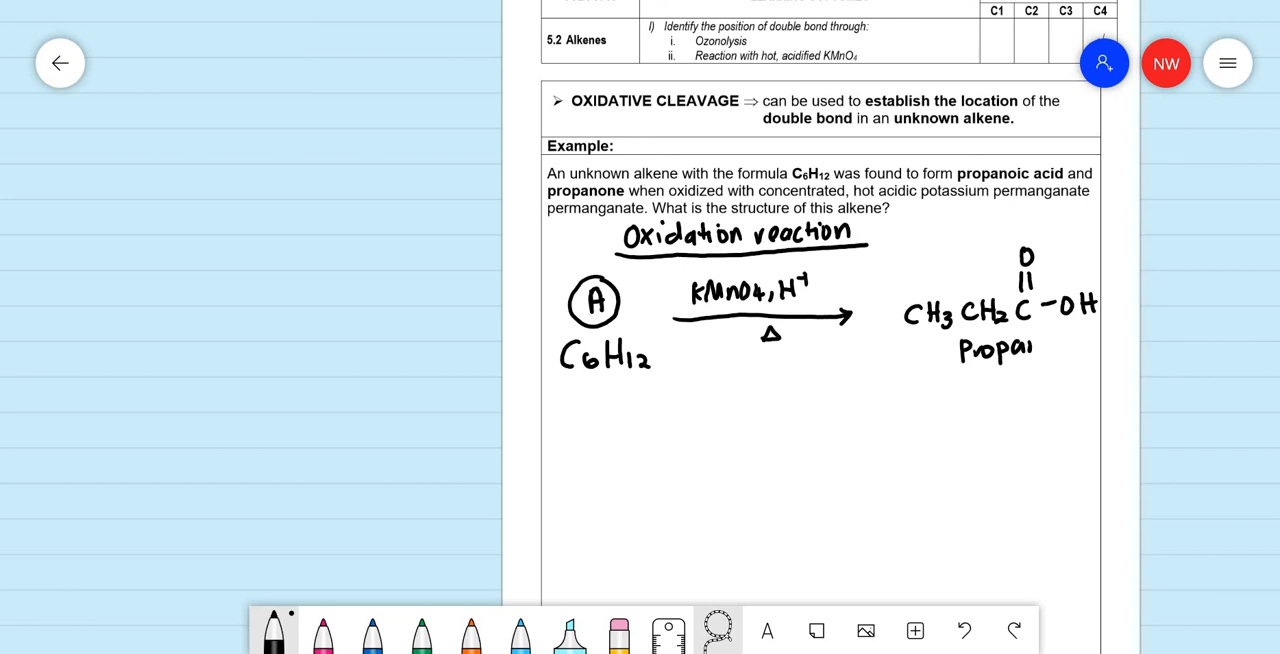 C1 C2 C3 C4
5.2 Alkenes
l) Identify the position of double bond through:
i. Ozonolysis
ii. Reaction with hot, acidified KMnO₄
/
NW
➢ OXIDATIVE CLEAVAGE ⇒ can be used to establish the location of the
double bond in an unknown alkene.
Example:
An unknown alkene with the formula C₆H₁₂ was found to form propanoic acid and
propanone when oxidized with concentrated, hot acidic potassium permanganate
permanganate. What is the structure of this alkene?
Oxidation reaction
A
KMnO4, H+
Δ
C6H12
O
||
CH3 CH2 C - OH
Propan
A